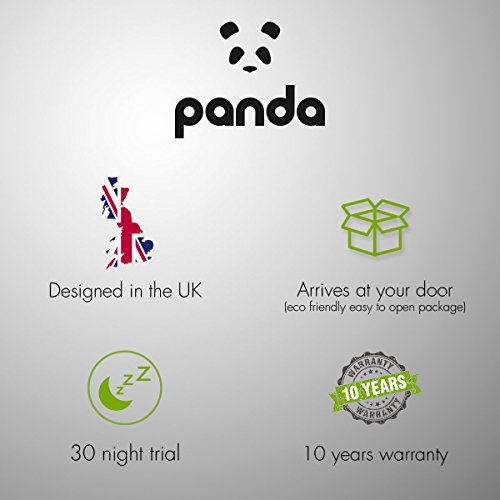 panda
Designed in the UK
Arrives at your door
(eco friendly easy to open package)
zzZ
WARRANTY
10 YEARS
WARRANTY
30 night trial
10 years warranty